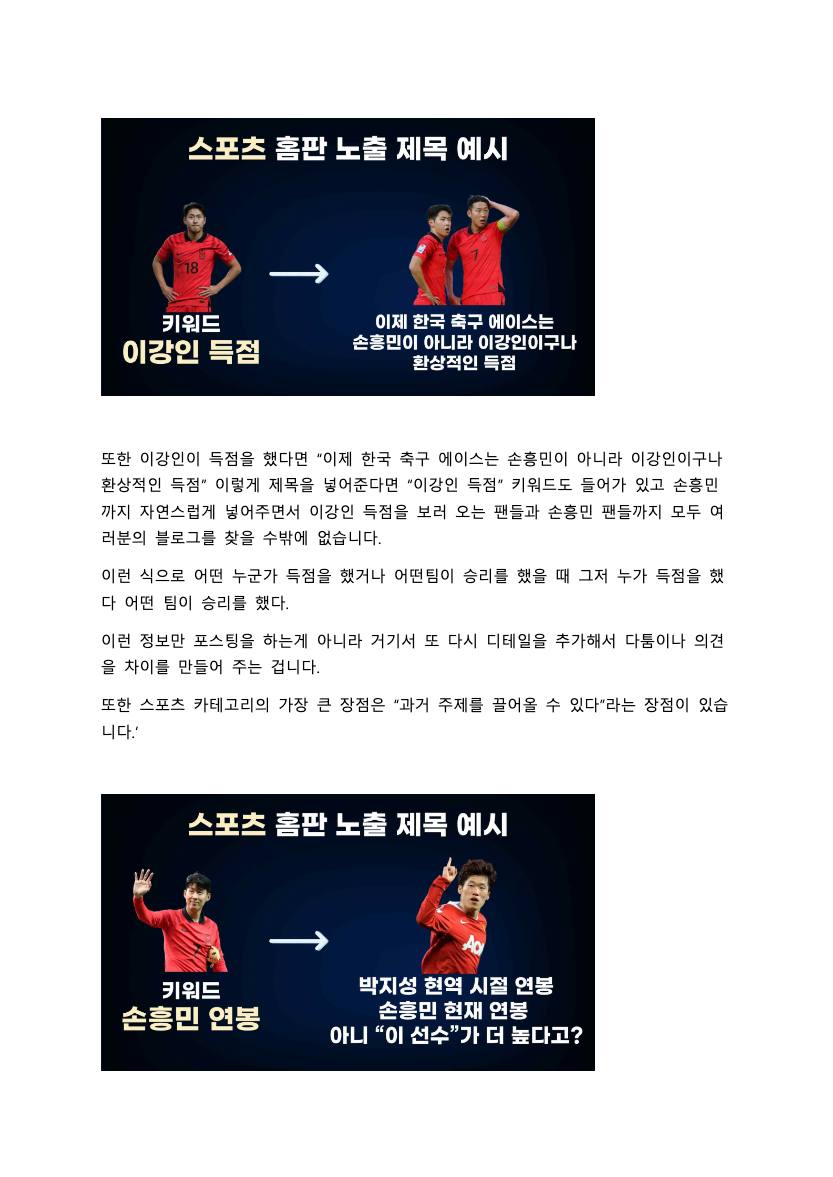 스포츠 홈판 노출 제목 예시
18
7
키워드
이강인 득점
이제 한국 축구 에이스는
손흥민이 아니라 이강인이구나
환상적인 득점
또한 이강인이 득점을 했다면 “이제 한국 축구 에이스는 손흥민이 아니라 이강인이구나
환상적인 득점” 이렇게 제목을 넣어준다면 “이강인 득점” 키워드도 들어가 있고 손흥민
까지 자연스럽게 넣어주면서 이강인 득점을 보러 오는 팬들과 손흥민 팬들까지 모두 여
러분의 블로그를 찾을 수밖에 없습니다.
이런 식으로 어떤 누군가 득점을 했거나 어떤팀이 승리를 했을 때 그저 누가 득점을 했
다 어떤 팀이 승리를 했다.
이런 정보만 포스팅을 하는게 아니라 거기서 또 다시 디테일을 추가해서 다툼이나 의견
을 차이를 만들어 주는 겁니다.
또한 스포츠 카테고리의 가장 큰 장점은 “과거 주제를 끌어올 수 있다”라는 장점이 있습
니다.‘
스포츠 홈판 노출 제목 예시
키워드
손흥민 연봉
박지성 현역 시절 연봉
손흥민 현재 연봉
아니 “이 선수”가 더 높다고?